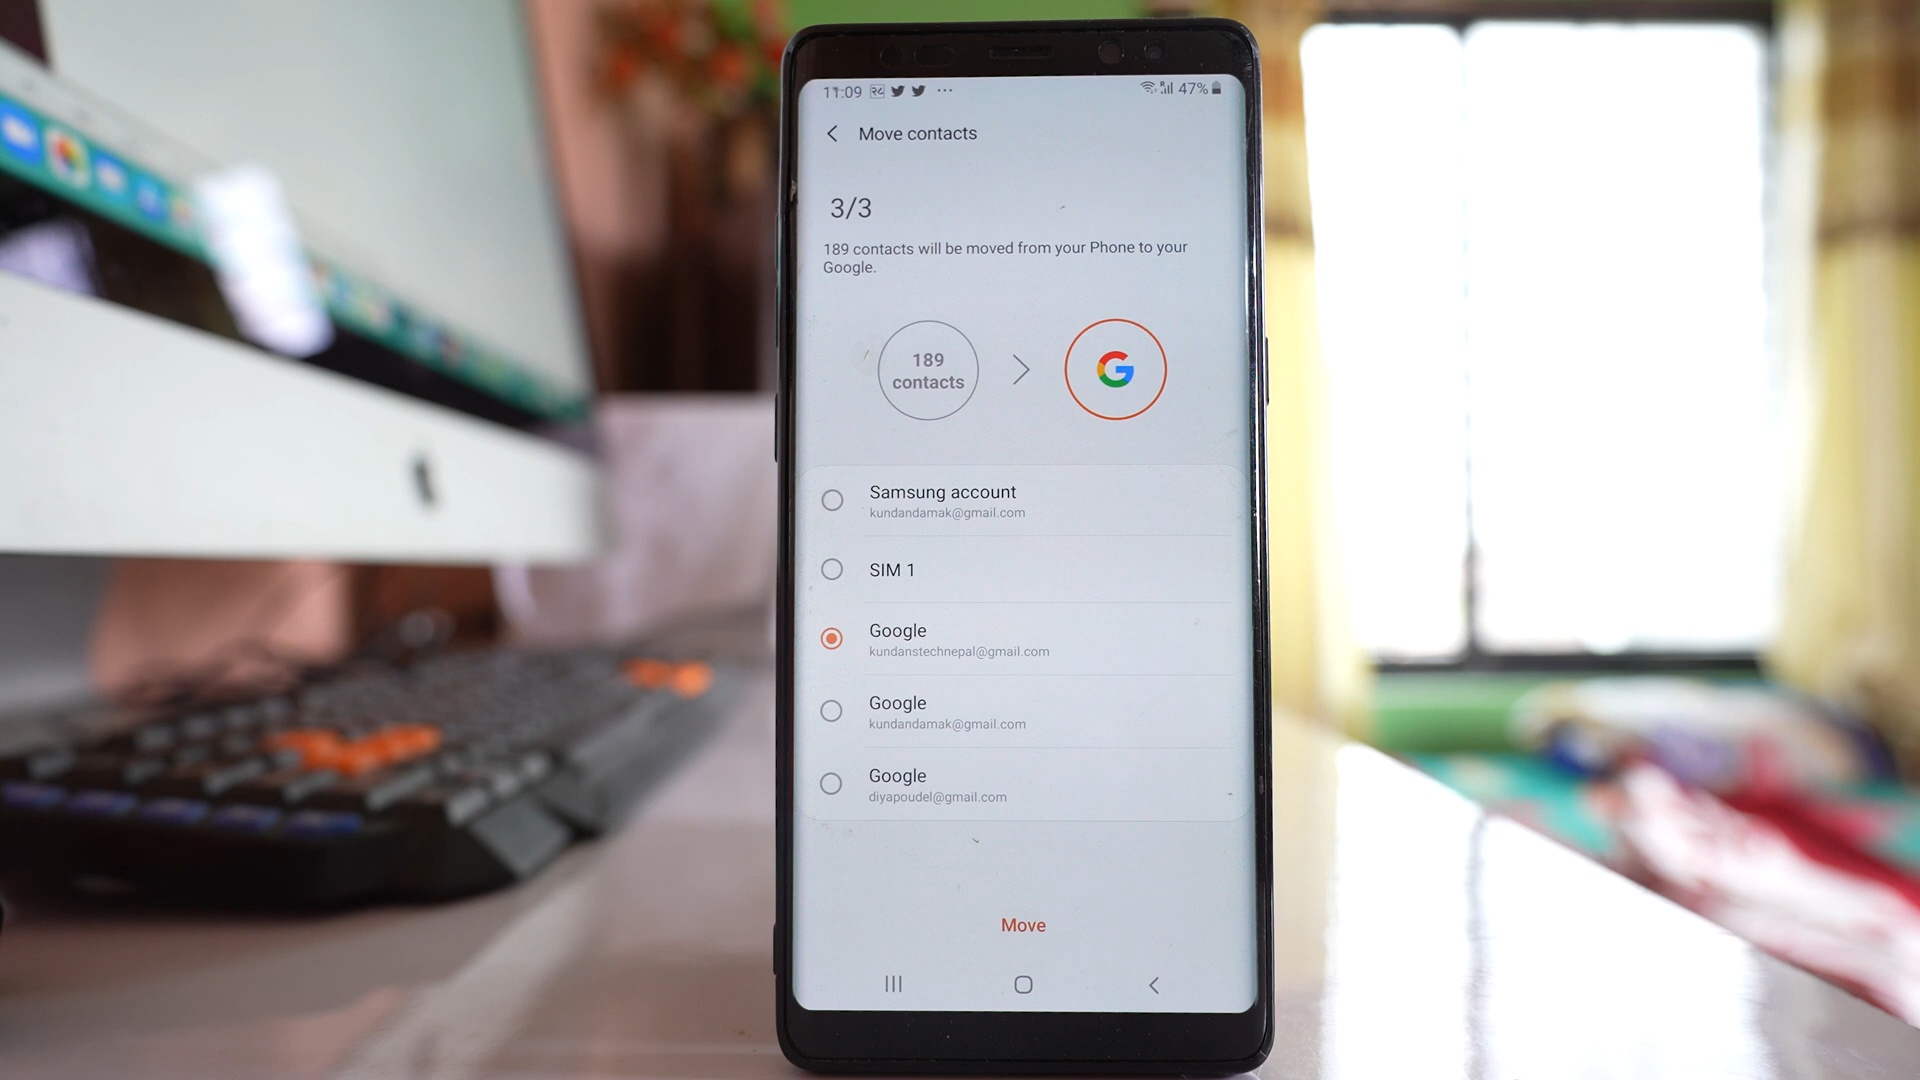 11:09 २८ ... 47%
Move contacts
3/3
189 contacts will be moved from your Phone to your
Google.
189
contacts
G
Samsung account
kundandamak@gmail.com
SIM 1
Google
kundanstechnepal@gmail.com
Google
kundandamak@gmail.com
Google
diyapoudel@gmail.com
Move